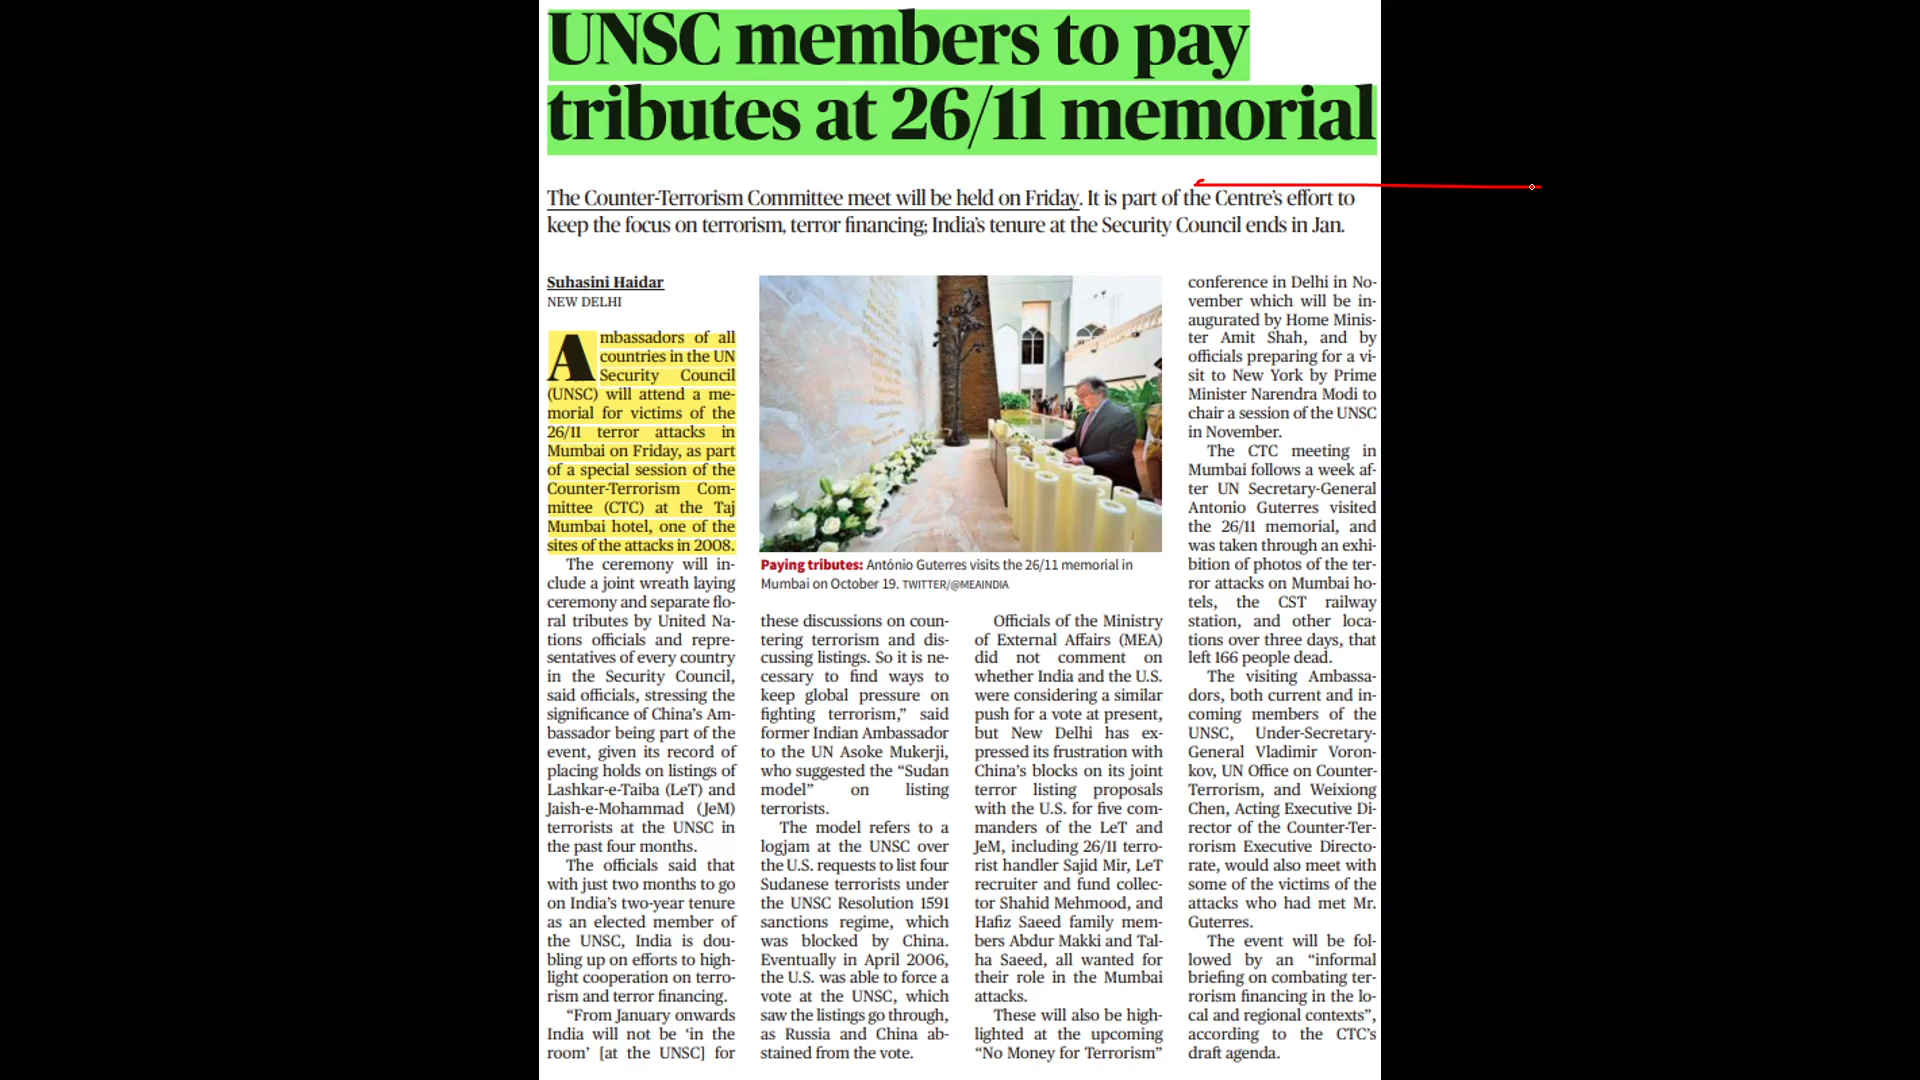 UNSC members to pay
tributes at 26/11 memorial
The Counter-Terrorism Committee meet will be held on Friday. It is part of the Centre's effort to
keep the focus on terrorism, terror financing; India's tenure at the Security Council ends in Jan.
Suhasini Haidar
NEW DELHI
Ambassadors of all
countries in the UN
Security Council
(UNSC) will attend a me-
morial for victims of the
26/11 terror attacks in
Mumbai on Friday, as part
of a special session of the
Counter-Terrorism Com-
mittee (CTC) at the Taj
Mumbai hotel, one of the
sites of the attacks in 2008.
The ceremony will in-
clude a joint wreath laying
ceremony and separate flo-
ral tributes by United Na-
tions officials and repre-
sentatives of every country
in the Security Council,
said officials, stressing the
significance of China's Am-
bassador being part of the
event, given its record of
placing holds on listings of
Lashkar-e-Taiba (LeT) and
Jaish-e-Mohammad (JeM)
terrorists at the UNSC in
the past four months.
The officials said that
with just two months to go
on India's two-year tenure
as an elected member of
the UNSC, India is dou-
bling up on efforts to high-
light cooperation on terro-
rism and terror financing.
"From January onwards
India will not be 'in the
room' [at the UNSC] for
Paying tributes: António Guterres visits the 26/11 memorial in
Mumbai on October 19. TWITTER/@MEAINDIA
these discussions on coun-
tering terrorism and dis-
cussing listings. So it is ne-
cessary to find ways to
keep global pressure on
fighting terrorism," said
former Indian Ambassador
to the UN Asoke Mukerji,
who suggested the "Sudan
model" on listing
terrorists.
The model refers to a
logjam at the UNSC over
the U.S. requests to list four
Sudanese terrorists under
the UNSC Resolution 1591
sanctions regime, which
was blocked by China.
Eventually in April 2006,
the U.S. was able to force a
vote at the UNSC, which
saw the listings go through,
as Russia and China ab-
stained from the vote.
Officials of the Ministry
of External Affairs (MEA)
did not comment on
whether India and the U.S.
were considering a similar
push for a vote at present,
but New Delhi has ex-
pressed its frustration with
China's blocks on its joint
terror listing proposals
with the U.S. for five com-
manders of the LeT and
JeM, including 26/11 terro-
rist handler Sajid Mir, LeT
recruiter and fund collec-
tor Shahid Mehmood, and
Hafiz Saeed family mem-
bers Abdur Makki and Tal-
ha Saeed, all wanted for
their role in the Mumbai
attacks.
These will also be high-
lighted at the upcoming
"No Money for Terrorism"
conference in Delhi in No-
vember which will be in-
augurated by Home Minis-
ter Amit Shah, and by
officials preparing for a vi-
sit to New York by Prime
Minister Narendra Modi to
chair a session of the UNSC
in November.
The CTC meeting in
Mumbai follows a week af-
ter UN Secretary-General
Antonio Guterres visited
the 26/11 memorial, and
was taken through an exhi-
bition of photos of the ter-
ror attacks on Mumbai ho-
tels, the CST railway
station, and other loca-
tions over three days, that
left 166 people dead.
The visiting Ambassa-
dors, both current and in-
coming members of the
UNSC, Under-Secretary-
General Vladimir Voron-
kov, UN Office on Counter-
Terrorism, and Weixiong
Chen, Acting Executive Di-
rector of the Counter-Ter-
rorism Executive Directo-
rate, would also meet with
some of the victims of the
attacks who had met Mr.
Guterres.
The event will be fol-
lowed by an "informal
briefing on combating ter-
rorism financing in the lo-
cal and regional contexts",
according to the CTC's
draft agenda.